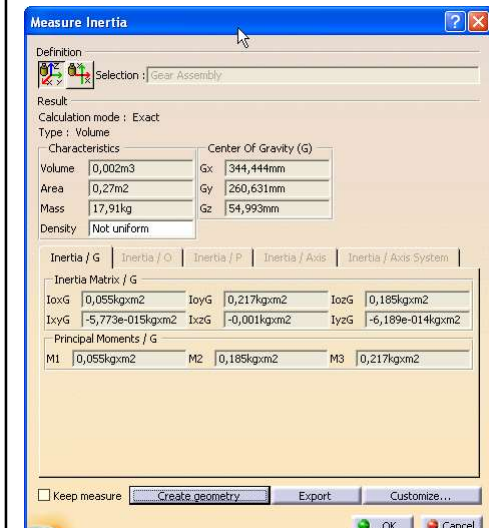 Measure Inertia
Definition
Selection : Gear Assembly
Result
Calculation mode : Exact
Type : Volume
Characteristics
Center Of Gravity (G)
Volume 0,002m3 Gx 344,444mm
Area 0,27m2 Gy 260,631mm
Mass 17,91kg Gz 54,993mm
Density Not uniform
Inertia / G Inertia / O Inertia / P Inertia / Axis Inertia / Axis System
Inertia Matrix / G
IoxG 0,055kgxm2 IoyG 0,217kgxm2 IozG 0,185kgxm2
IxyG -5,773e-015kgxm2 IxzG -0,001kgxm2 IyzG -6,189e-014kgxm2
Principal Moments / G
M1 0,055kgxm2 M2 0,185kgxm2 M3 0,217kgxm2
Keep measure Create geometry Export Customize...
OK Cancel